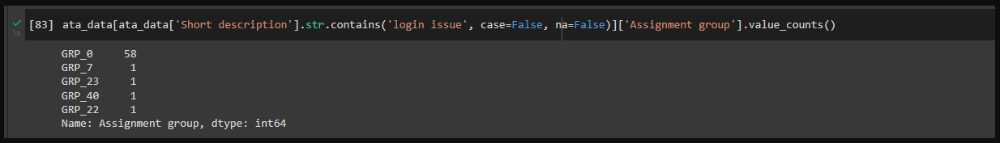 [83] ata_data[ata_data['Short description'].str.contains('login issue', case=False, na=False)]['Assignment group'].value_counts()
1s
GRP_0     58
GRP_7      1
GRP_23     1
GRP_40     1
GRP_22     1
Name: Assignment group, dtype: int64